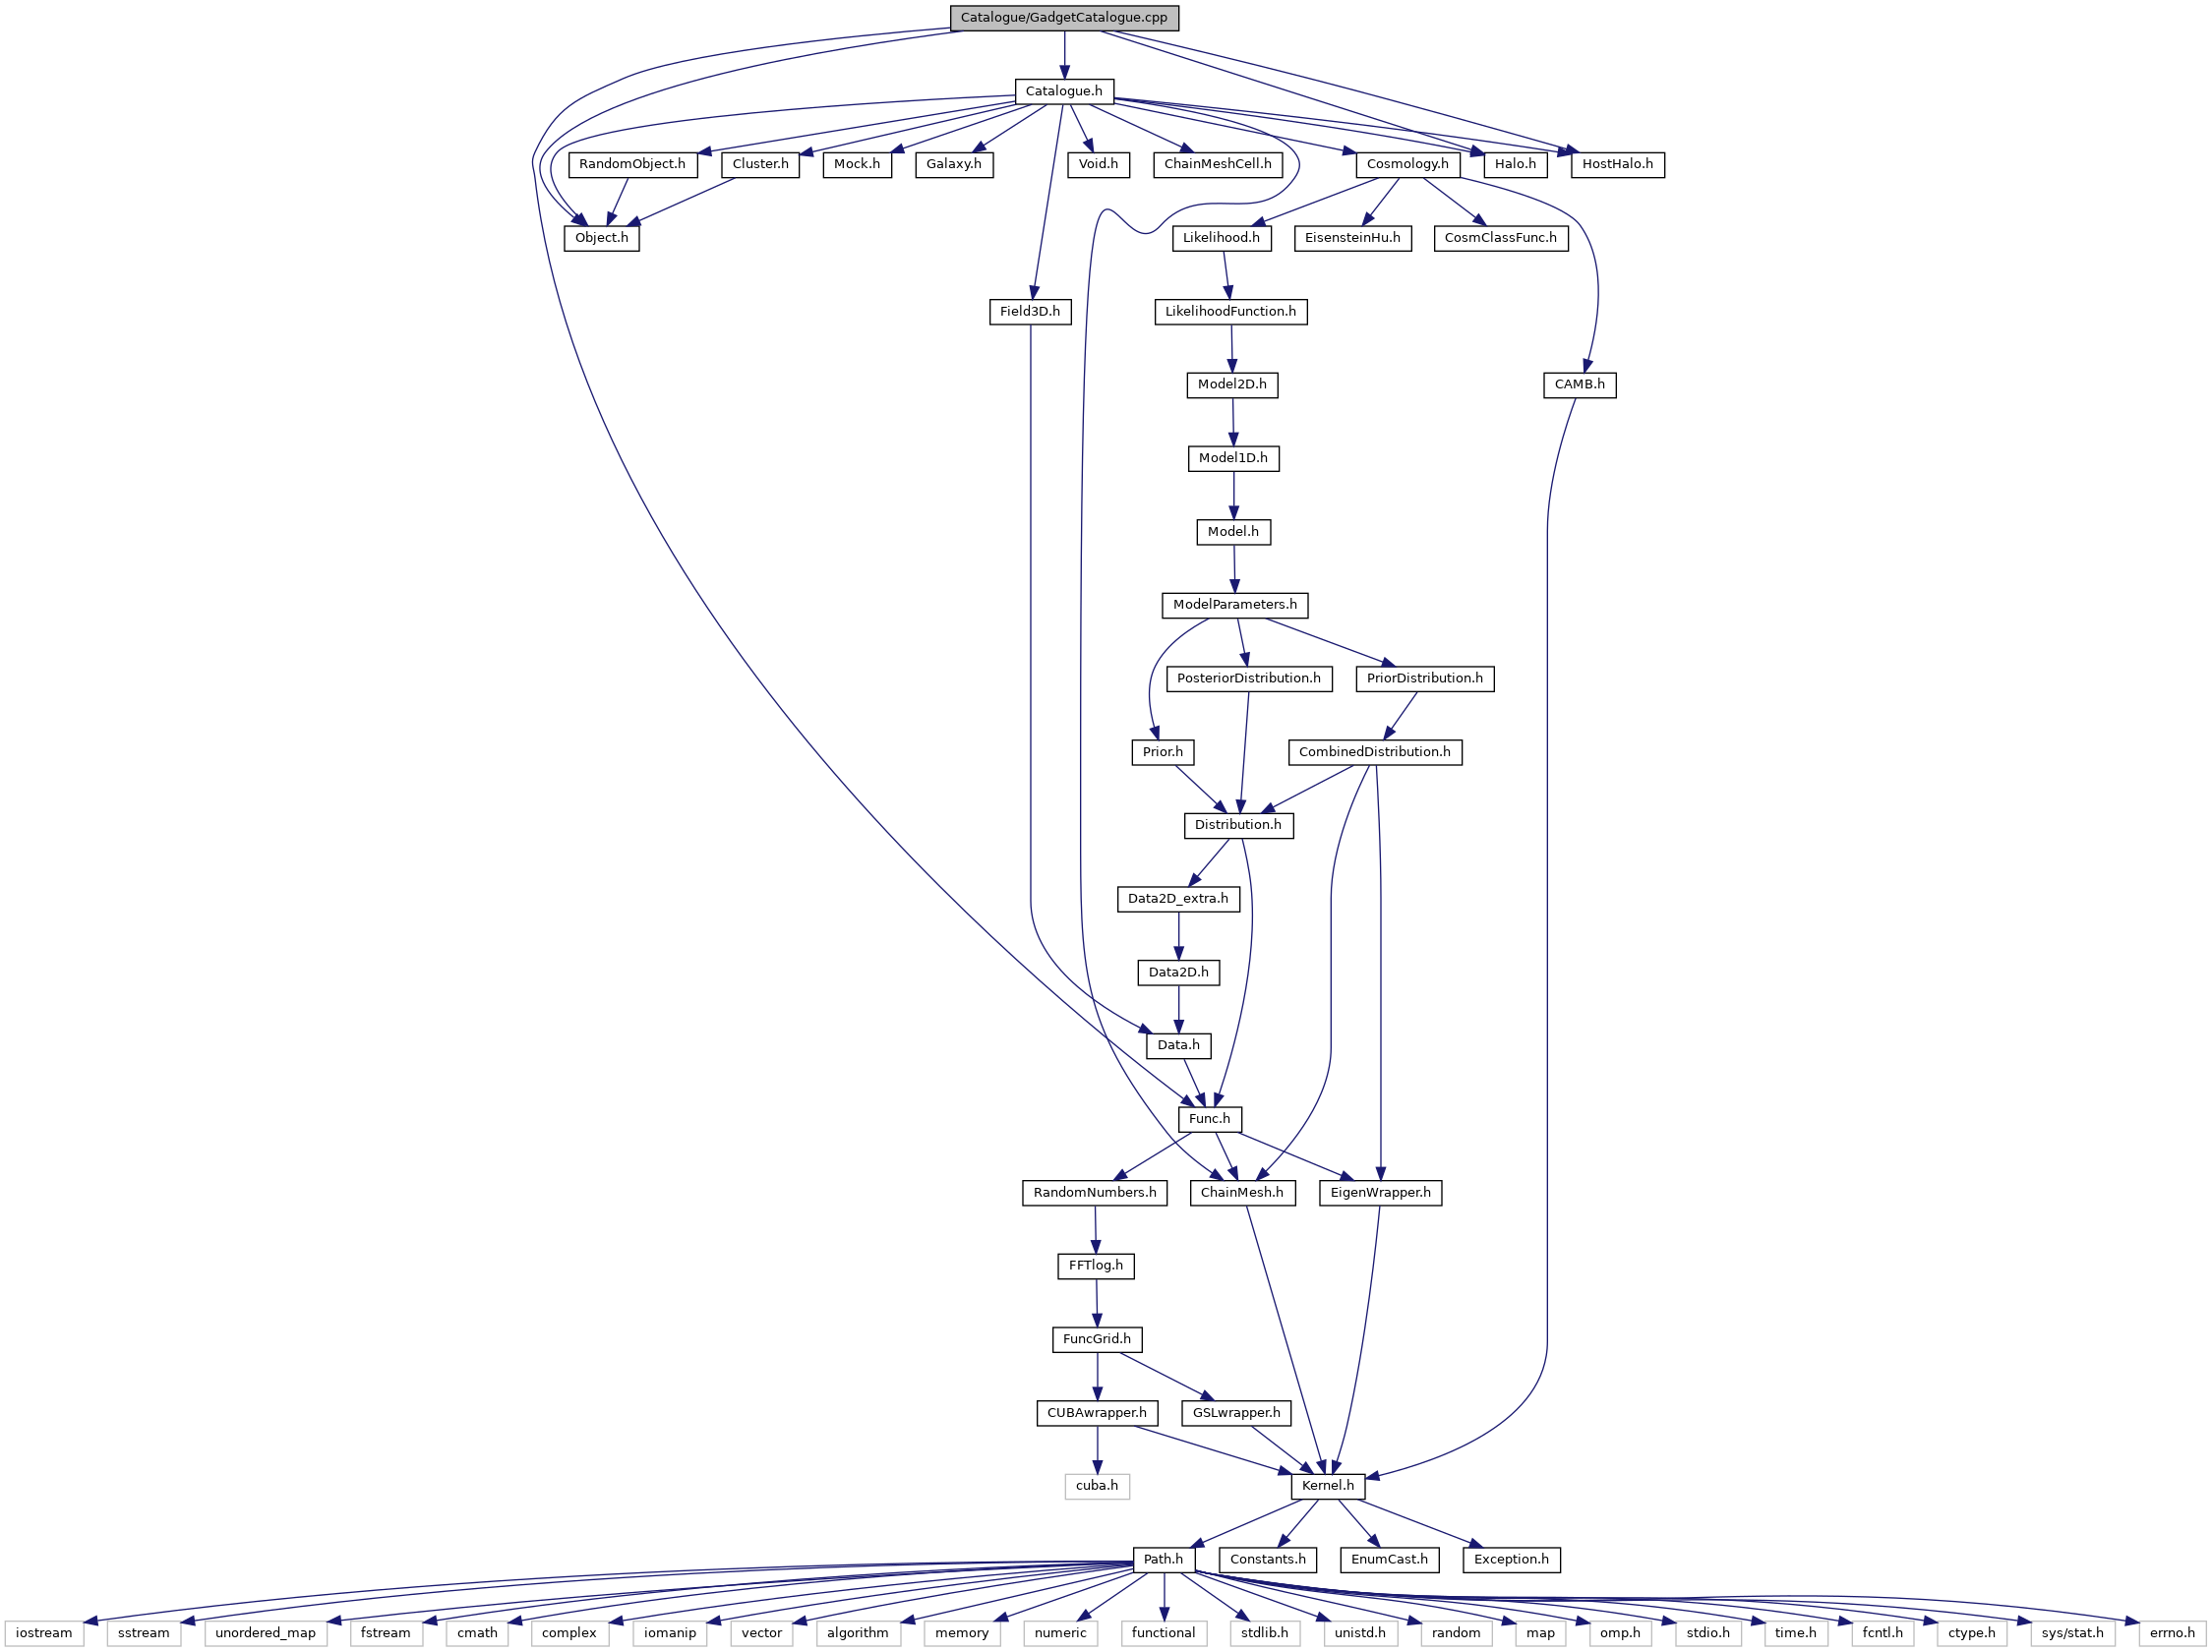 Catalogue/GadgetCatalogue.cpp
Catalogue.h
RandomObject.h
Cluster.h
Mock.h
Galaxy.h
Void.h
ChainMeshCell.h
Cosmology.h
Halo.h
HostHalo.h
Object.h
Likelihood.h
EisensteinHu.h
CosmClassFunc.h
Field3D.h
LikelihoodFunction.h
Model2D.h
CAMB.h
Model1D.h
Model.h
ModelParameters.h
PosteriorDistribution.h
PriorDistribution.h
Prior.h
CombinedDistribution.h
Distribution.h
Data2D_extra.h
Data2D.h
Data.h
Func.h
RandomNumbers.h
ChainMesh.h
EigenWrapper.h
FFTlog.h
FuncGrid.h
CUBAwrapper.h
GSLwrapper.h
cuba.h
Kernel.h
Path.h
Constants.h
EnumCast.h
Exception.h
iostream
sstream
unordered_map
fstream
cmath
complex
iomanip
vector
algorithm
memory
numeric
functional
stdlib.h
unistd.h
random
map
omp.h
stdio.h
time.h
fcntl.h
ctype.h
sys/stat.h
errno.h